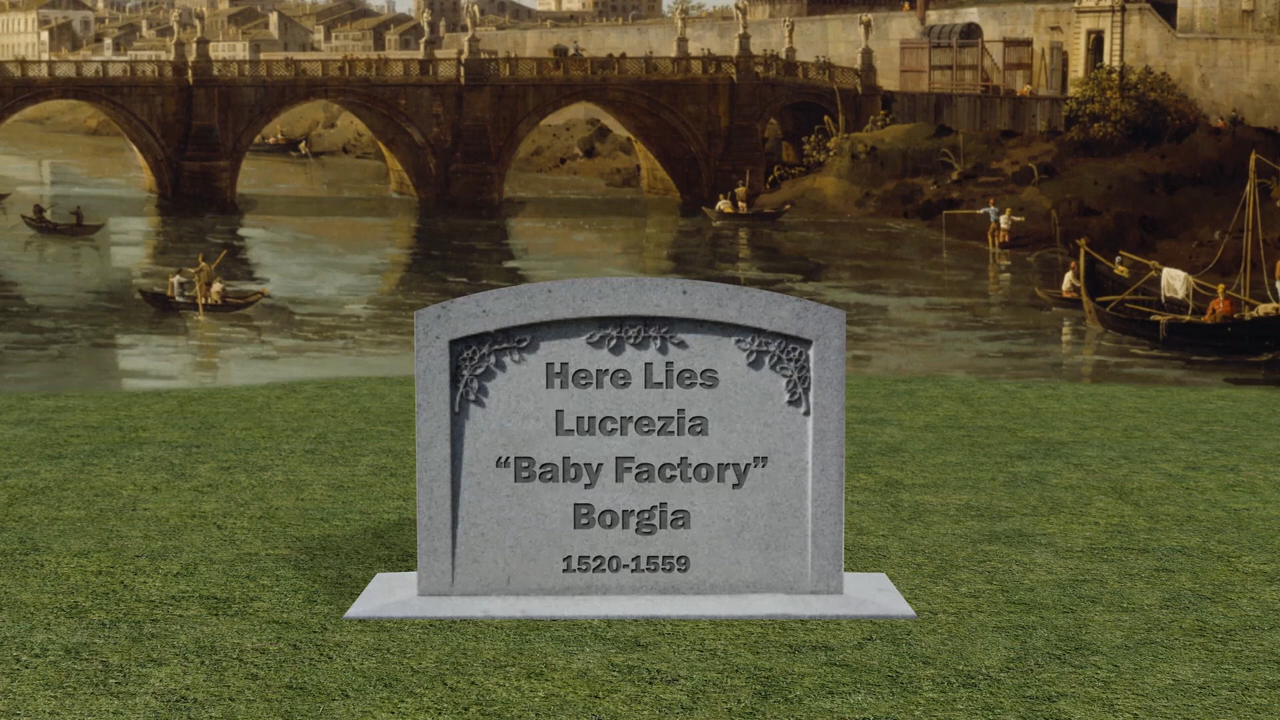 Here Lies
Lucrezia
“Baby Factory”
Borgia
1520-1559